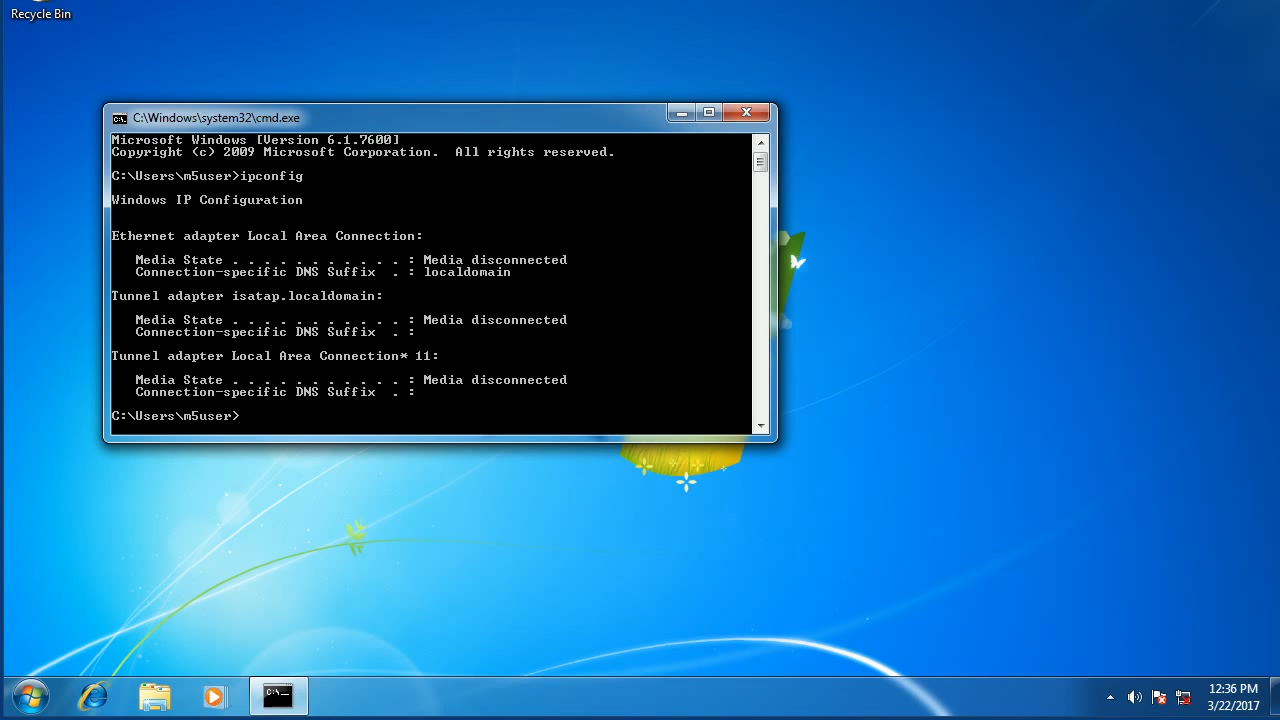 Recycle Bin
C:\Windows\system32\cmd.exe
Microsoft Windows [Version 6.1.7600]
Copyright (c) 2009 Microsoft Corporation.  All rights reserved.
C:\Users\m5user>ipconfig
Windows IP Configuration
Ethernet adapter Local Area Connection:
Media State . . . . . . . . . . . : Media disconnected
Connection-specific DNS Suffix  . : localdomain
Tunnel adapter isatap.localdomain:
Media State . . . . . . . . . . . : Media disconnected
Connection-specific DNS Suffix  . :
Tunnel adapter Local Area Connection* 11:
Media State . . . . . . . . . . . : Media disconnected
Connection-specific DNS Suffix  . :
C:\Users\m5user>
12:36 PM
3/22/2017